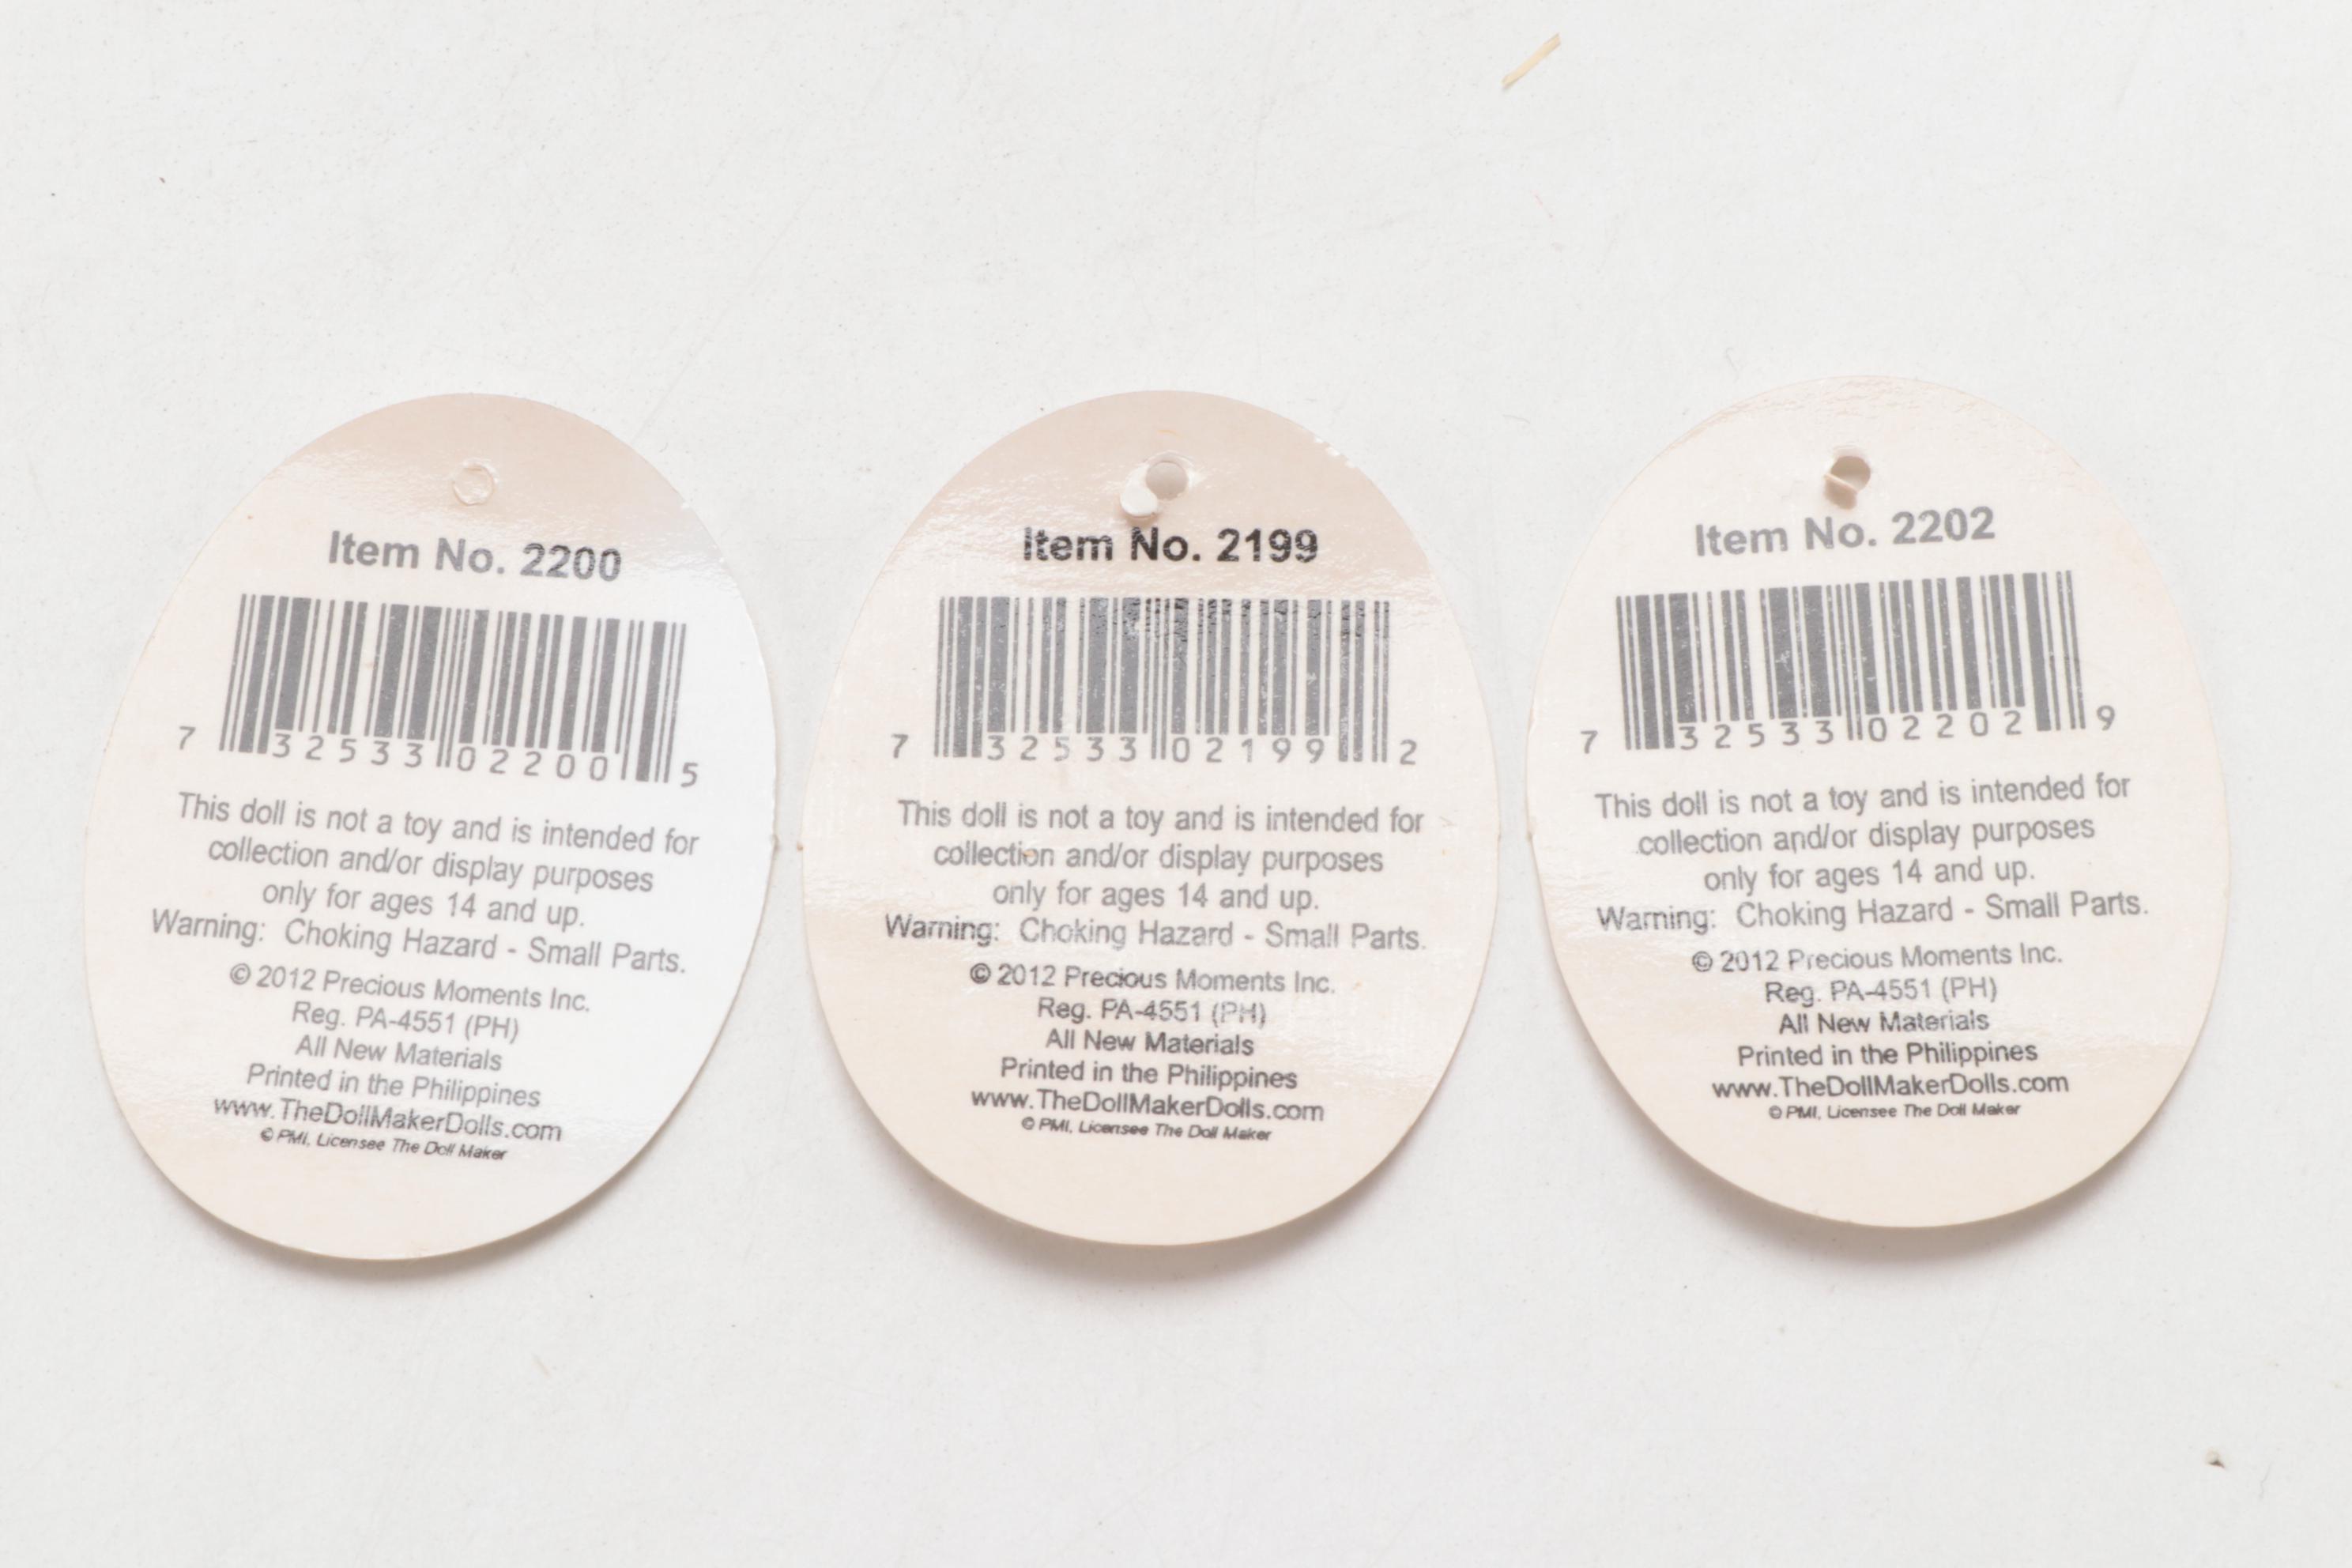 Item No. 2200
7 32533 02200 5
This doll is not a toy and is intended for
collection and/or display purposes
only for ages 14 and up.
Warning: Choking Hazard - Small Parts.
© 2012 Precious Moments Inc.
Reg. PA-4551 (PH)
All New Materials
Printed in the Philippines
www.TheDollMakerDolls.com
© PMI, Licensee The Doll Maker
Item No. 2199
7 32533 02199 2
This doll is not a toy and is intended for
collection and/or display purposes
only for ages 14 and up.
Warning: Choking Hazard - Small Parts.
© 2012 Precious Moments Inc.
Reg. PA-4551 (PH)
All New Materials
Printed in the Philippines
www.TheDollMakerDolls.com
© PMI, Licensee The Doll Maker
Item No. 2202
7 32533 02202 9
This doll is not a toy and is intended for
collection and/or display purposes
only for ages 14 and up.
Warning: Choking Hazard - Small Parts.
© 2012 Precious Moments Inc.
Reg. PA-4551 (PH)
All New Materials
Printed in the Philippines
www.TheDollMakerDolls.com
© PMI, Licensee The Doll Maker